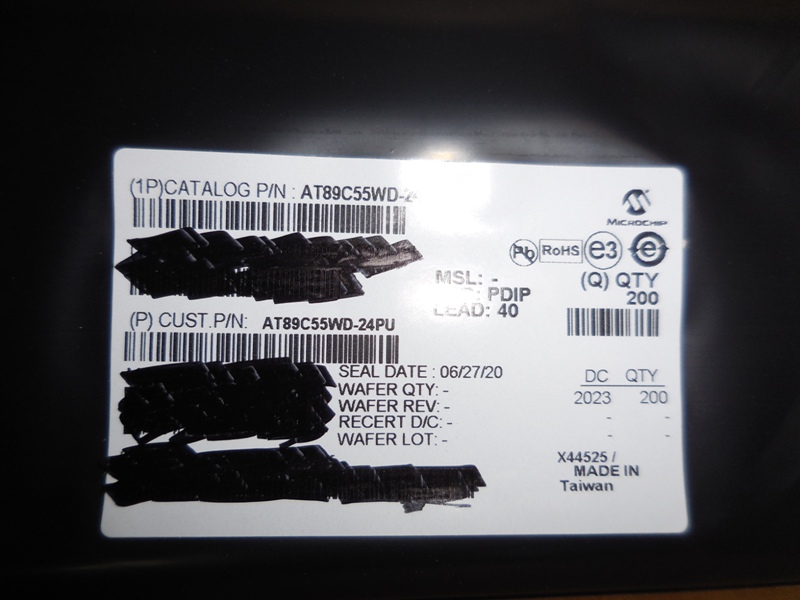 (1P)CATALOG P/N : AT89C55WD-24
MICROCHIP
Pb RoHS e3 e
MSL: -
PDIP
LEAD: 40
(Q) QTY
200
(P) CUST.P/N: AT89C55WD-24PU
SEAL DATE : 06/27/20
WAFER QTY: -
WAFER REV: -
RECERT D/C: -
WAFER LOT: -
DC QTY
2023 200
- -
- -
X44525 /
MADE IN
Taiwan